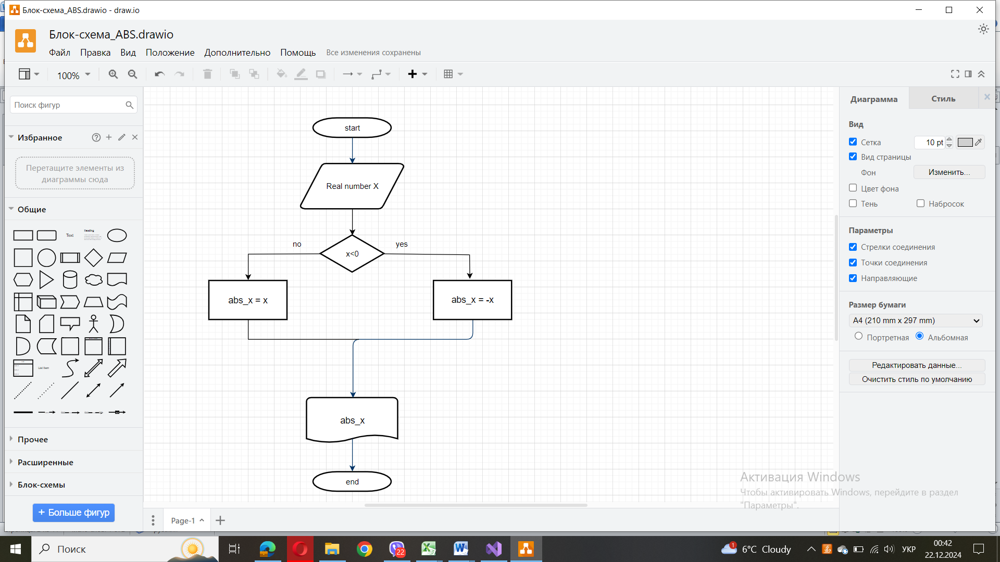 Блок-схема_ABS.drawio - draw.io
Блок-схема_ABS.drawio
Файл Правка Вид Положение Дополнительно Помощь Все изменения сохранены
100%
Поиск фигур
Избранное
Перетащите элементы из
диаграммы сюда
Общие
Text
Heading
List Item
Прочее
Расширенные
Блок-схемы
+ Больше фигур
start
Real number X
no
yes
x<0
abs_x = x
abs_x = -x
abs_x
end
Page-1
Диаграмма Стиль
Вид
Сетка 10 pt
Вид страницы
Фон Изменить...
Цвет фона
Тень Набросок
Параметры
Стрелки соединения
Точки соединения
Направляющие
Размер бумаги
A4 (210 mm x 297 mm)
Портретная Альбомная
Редактировать данные...
Очистить стиль по умолчанию
Активация Windows
Чтобы активировать Windows, перейдите в раздел
"Параметры".
Поиск
22
1
6°C Cloudy
УКР
00:42
22.12.2024